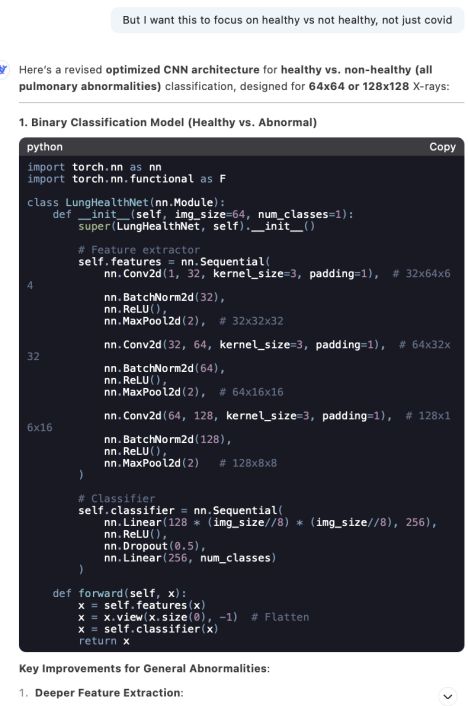 But I want this to focus on healthy vs not healthy, not just covid
Here's a revised optimized CNN architecture for healthy vs. non-healthy (all
pulmonary abnormalities) classification, designed for 64x64 or 128x128 X-rays:
1. Binary Classification Model (Healthy vs. Abnormal)
python Copy
import torch.nn as nn
import torch.nn.functional as F
class LungHealthNet(nn.Module):
    def __init__(self, img_size=64, num_classes=1):
        super(LungHealthNet, self).__init__()
        # Feature extractor
        self.features = nn.Sequential(
            nn.Conv2d(1, 32, kernel_size=3, padding=1),  # 32x64x6
4
            nn.BatchNorm2d(32),
            nn.ReLU(),
            nn.MaxPool2d(2),  # 32x32x32
            nn.Conv2d(32, 64, kernel_size=3, padding=1),  # 64x32x
32
            nn.BatchNorm2d(64),
            nn.ReLU(),
            nn.MaxPool2d(2),  # 64x16x16
            nn.Conv2d(64, 128, kernel_size=3, padding=1),  # 128x1
6x16
            nn.BatchNorm2d(128),
            nn.ReLU(),
            nn.MaxPool2d(2)   # 128x8x8
        )
        # Classifier
        self.classifier = nn.Sequential(
            nn.Linear(128 * (img_size//8) * (img_size//8), 256),
            nn.ReLU(),
            nn.Dropout(0.5),
            nn.Linear(256, num_classes)
        )
    def forward(self, x):
        x = self.features(x)
        x = x.view(x.size(0), -1)  # Flatten
        x = self.classifier(x)
        return x
Key Improvements for General Abnormalities:
1. Deeper Feature Extraction: